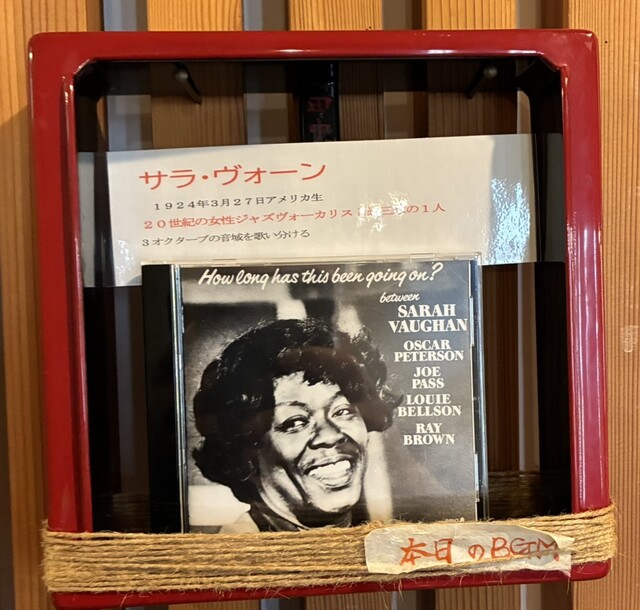 サラ・ヴォーン
1924年3月27日アメリカ生
20世紀の女性ジャズヴォーカリスト
の1人
3オクターブの音域を歌い分ける
How long has this been going on?
between
SARAH
VAUGHAN
OSCAR
PETERSON
JOE
PASS
LOUIE
BELLSON
RAY
BROWN
本日のBGM